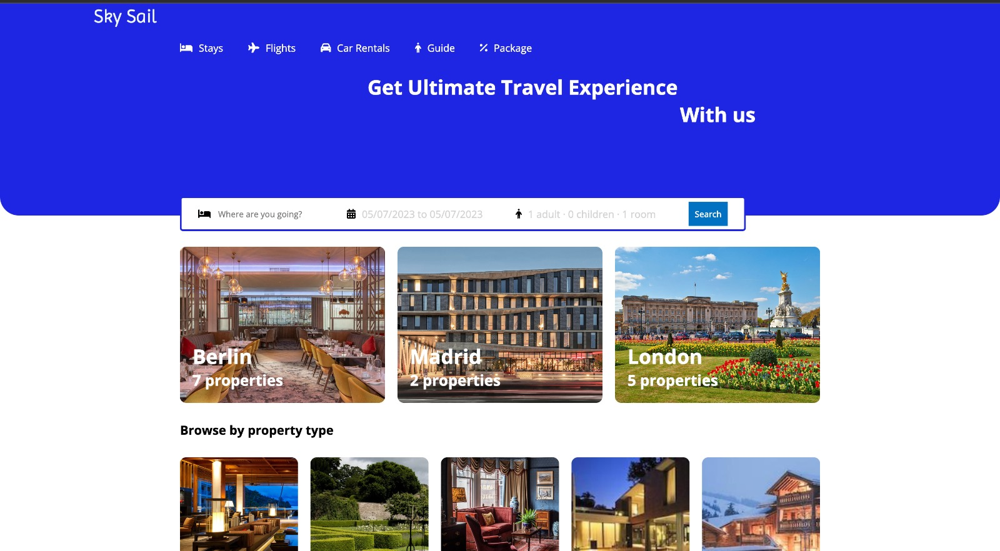 Sky Sail
Stays Flights Car Rentals Guide Package
Get Ultimate Travel Experience
With us
Where are you going? 05/07/2023 to 05/07/2023 1 adult · 0 children · 1 room Search
Berlin
7 properties
Madrid
2 properties
London
5 properties
Browse by property type